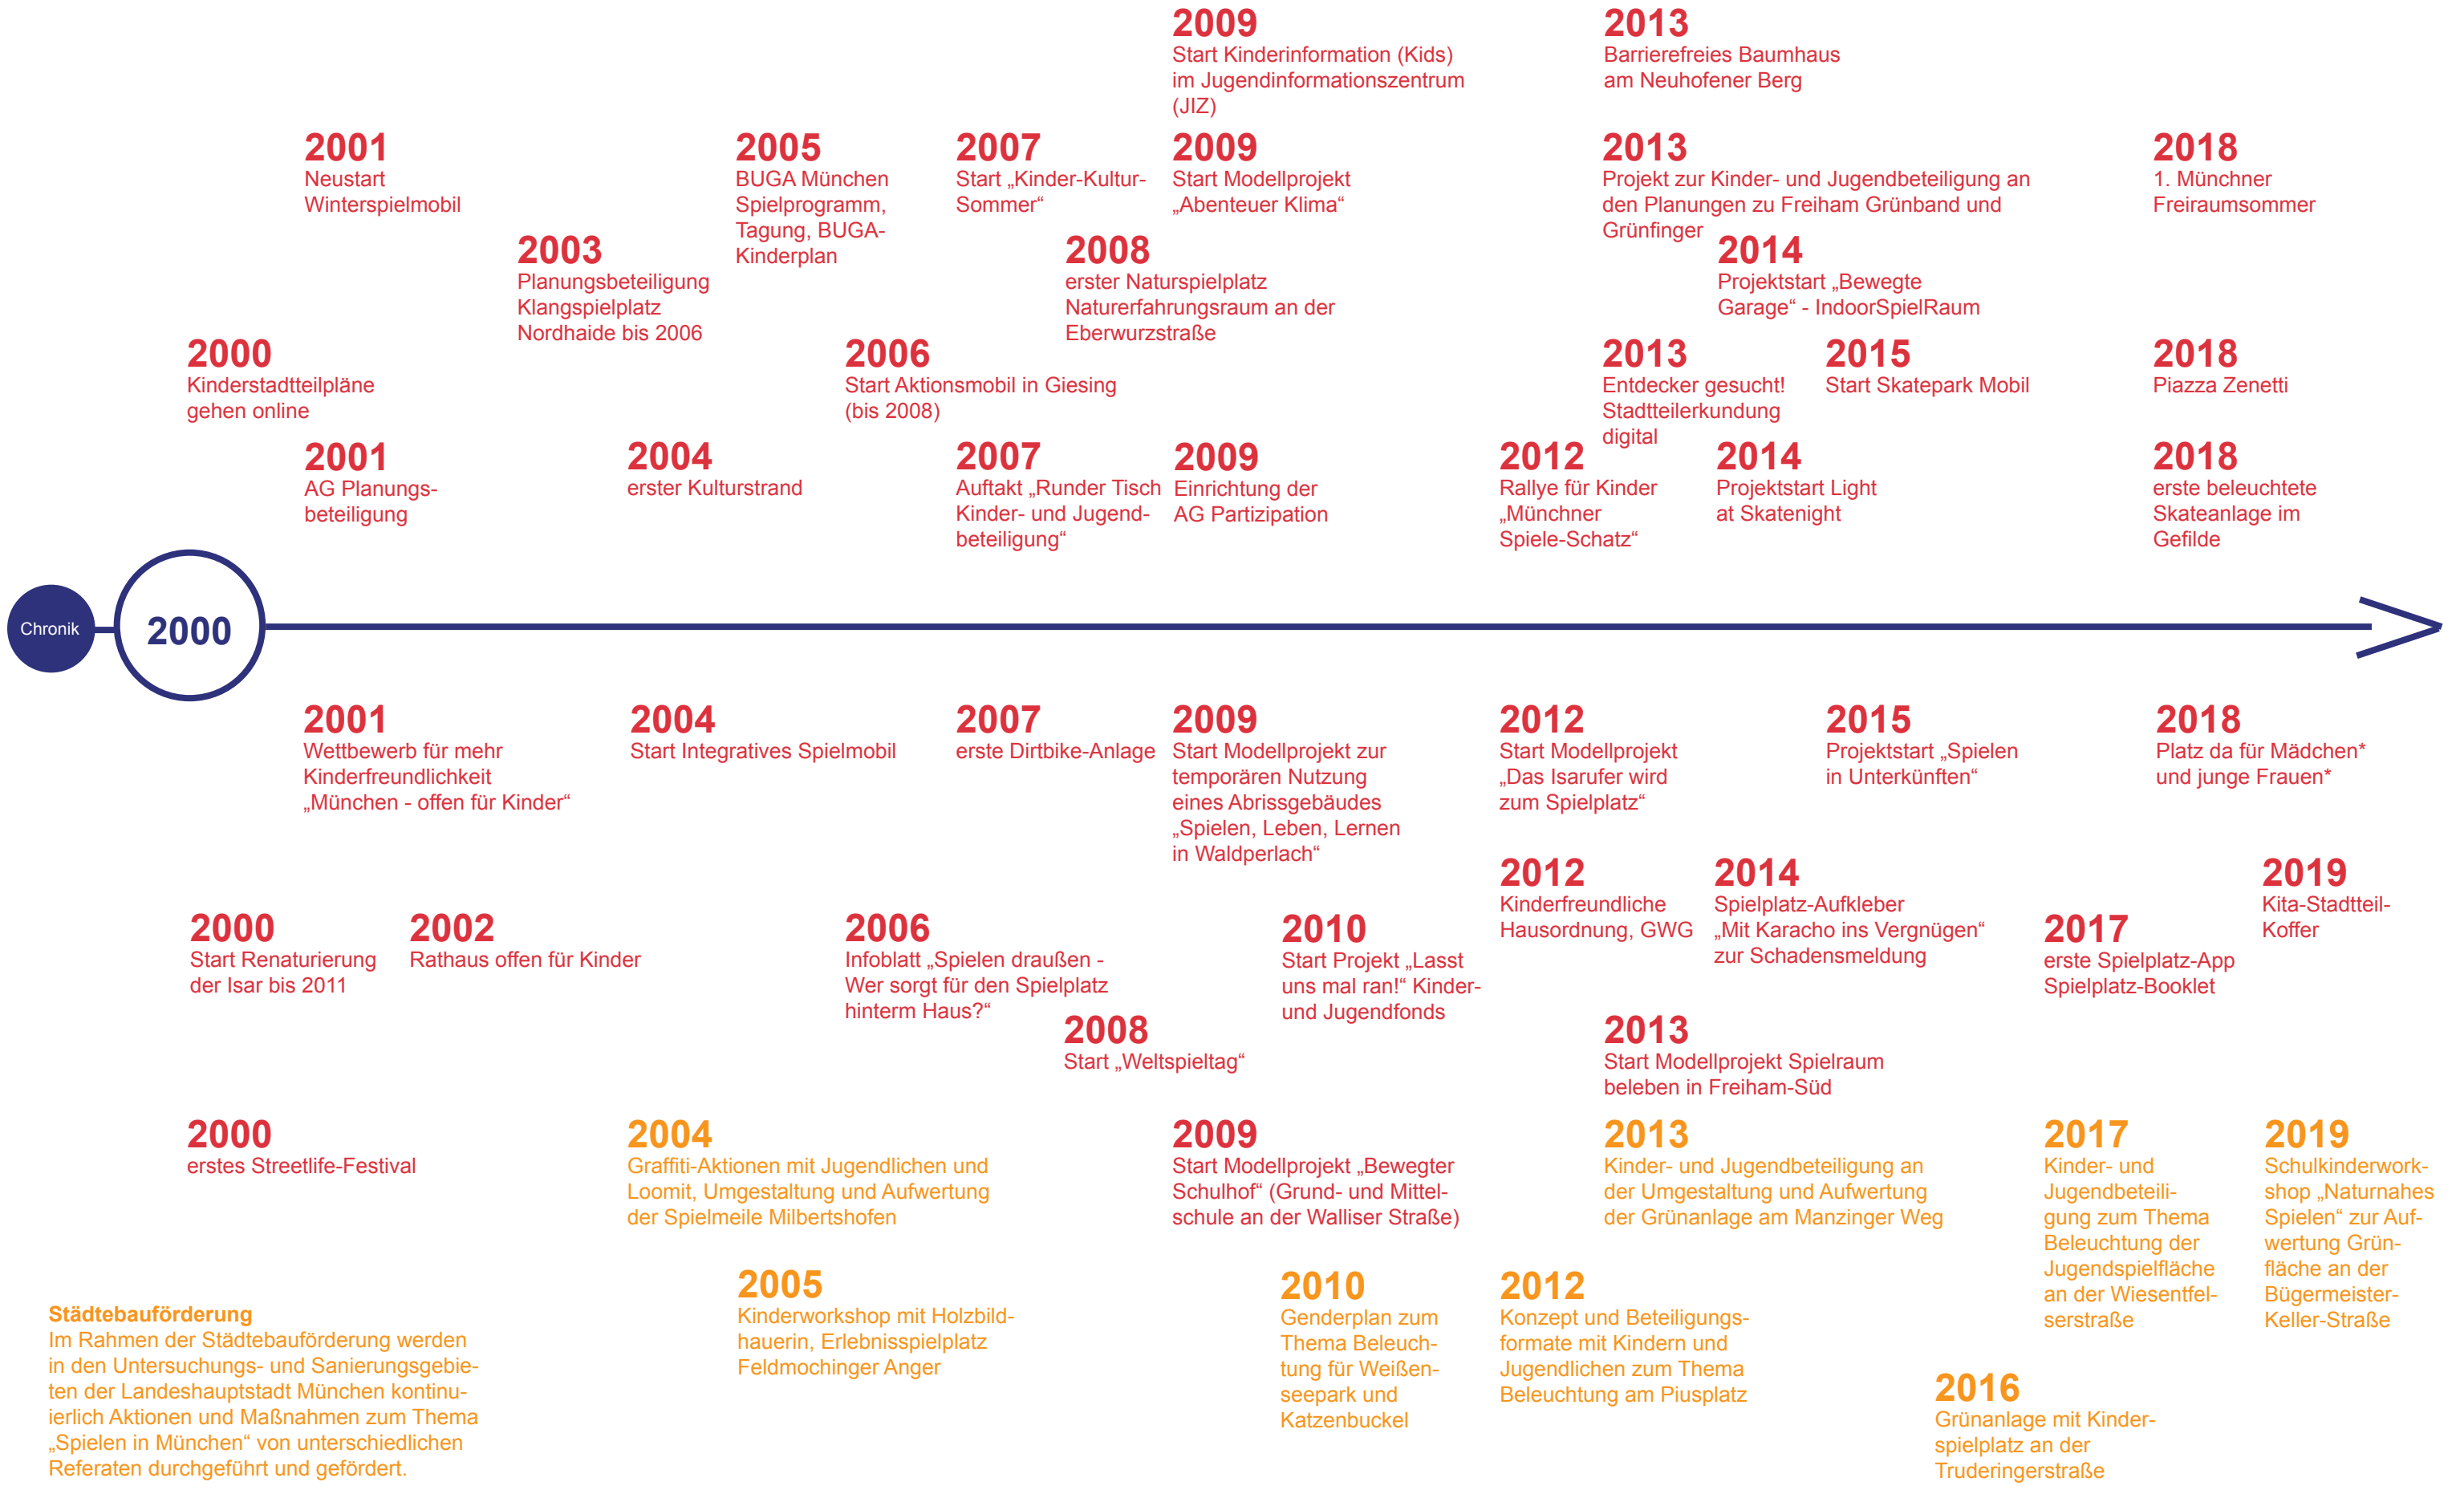 2009
Start Kinderinformation (Kids)
im Jugendinformationszentrum
(JIZ)
2013
Barrierefreies Baumhaus
am Neuhofener Berg
2001
Neustart
Winterspielmobil
2005
BUGA München
Spielprogramm,
Tagung, BUGA-
Kinderplan
2007
Start „Kinder-Kultur-
Sommer“
2009
Start Modellprojekt
„Abenteuer Klima“
2013
Projekt zur Kinder- und Jugendbeteiligung an
den Planungen zu Freiham Grünband und
Grünfinger
2018
1. Münchner
Freiraumsommer
2003
Planungsbeteiligung
Klangspielplatz
Nordhaide bis 2006
2008
erster Naturspielplatz
Naturerfahrungsraum an der
Eberwurzstraße
2014
Projektstart „Bewegte
Garage“ - IndoorSpielRaum
2000
Kinderstadtteilpläne
gehen online
2006
Start Aktionsmobil in Giesing
(bis 2008)
2013
Entdecker gesucht!
Stadtteilerkundung
digital
2015
Start Skatepark Mobil
2018
Piazza Zenetti
2001
AG Planungs-
beteiligung
2004
erster Kulturstrand
2007
Auftakt „Runder Tisch
Kinder- und Jugend-
beteiligung“
2009
Einrichtung der
AG Partizipation
2012
Rallye für Kinder
„Münchner
Spiele-Schatz“
2014
Projektstart Light
at Skatenight
2018
erste beleuchtete
Skateanlage im
Gefilde
Chronik
2000
2001
Wettbewerb für mehr
Kinderfreundlichkeit
„München - offen für Kinder“
2004
Start Integratives Spielmobil
2007
erste Dirtbike-Anlage
2009
Start Modellprojekt zur
temporären Nutzung
eines Abrissgebäudes
„Spielen, Leben, Lernen
in Waldperlach“
2012
Start Modellprojekt
„Das Isarufer wird
zum Spielplatz“
2015
Projektstart „Spielen
in Unterkünften“
2018
Platz da für Mädchen*
und junge Frauen*
2012
Kinderfreundliche
Hausordnung, GWG
2014
Spielplatz-Aufkleber
„Mit Karacho ins Vergnügen“
zur Schadensmeldung
2019
Kita-Stadtteil-
Koffer
2000
Start Renaturierung
der Isar bis 2011
2002
Rathaus offen für Kinder
2006
Infoblatt „Spielen draußen -
Wer sorgt für den Spielplatz
hinterm Haus?“
2010
Start Projekt „Lasst
uns mal ran!“ Kinder-
und Jugendfonds
2017
erste Spielplatz-App
Spielplatz-Booklet
2008
Start „Weltspieltag“
2013
Start Modellprojekt Spielraum
beleben in Freiham-Süd
2000
erstes Streetlife-Festival
2004
Graffiti-Aktionen mit Jugendlichen und
Loomit, Umgestaltung und Aufwertung
der Spielmeile Milbertshofen
2009
Start Modellprojekt „Bewegter
Schulhof“ (Grund- und Mittel-
schule an der Walliser Straße)
2013
Kinder- und Jugendbeteiligung an
der Umgestaltung und Aufwertung
der Grünanlage am Manzinger Weg
2017
Kinder- und
Jugendbeteili-
gung zum Thema
Beleuchtung der
Jugendspielfläche
an der Wiesentfel-
serstraße
2019
Schulkinderwork-
shop „Naturnahes
Spielen“ zur Auf-
wertung Grün-
fläche an der
Bügermeister-
Keller-Straße
2005
Kinderworkshop mit Holzbild-
hauerin, Erlebnisspielplatz
Feldmochinger Anger
2010
Genderplan zum
Thema Beleuch-
tung für Weißen-
seepark und
Katzenbuckel
2012
Konzept und Beteiligungs-
formate mit Kindern und
Jugendlichen zum Thema
Beleuchtung am Piusplatz
2016
Grünanlage mit Kinder-
spielplatz an der
Truderingerstraße
Städtebauförderung
Im Rahmen der Städtebauförderung werden
in den Untersuchungs- und Sanierungsgebie-
ten der Landeshauptstadt München kontinu-
ierlich Aktionen und Maßnahmen zum Thema
„Spielen in München“ von unterschiedlichen
Referaten durchgeführt und gefördert.